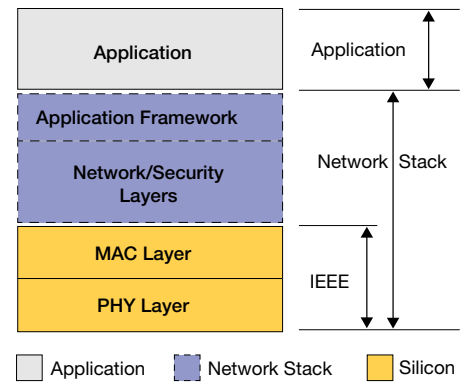 Application
Application
Application Framework
Network/Security
Layers
Network Stack
MAC Layer
IEEE
PHY Layer
Application
Network Stack
Silicon